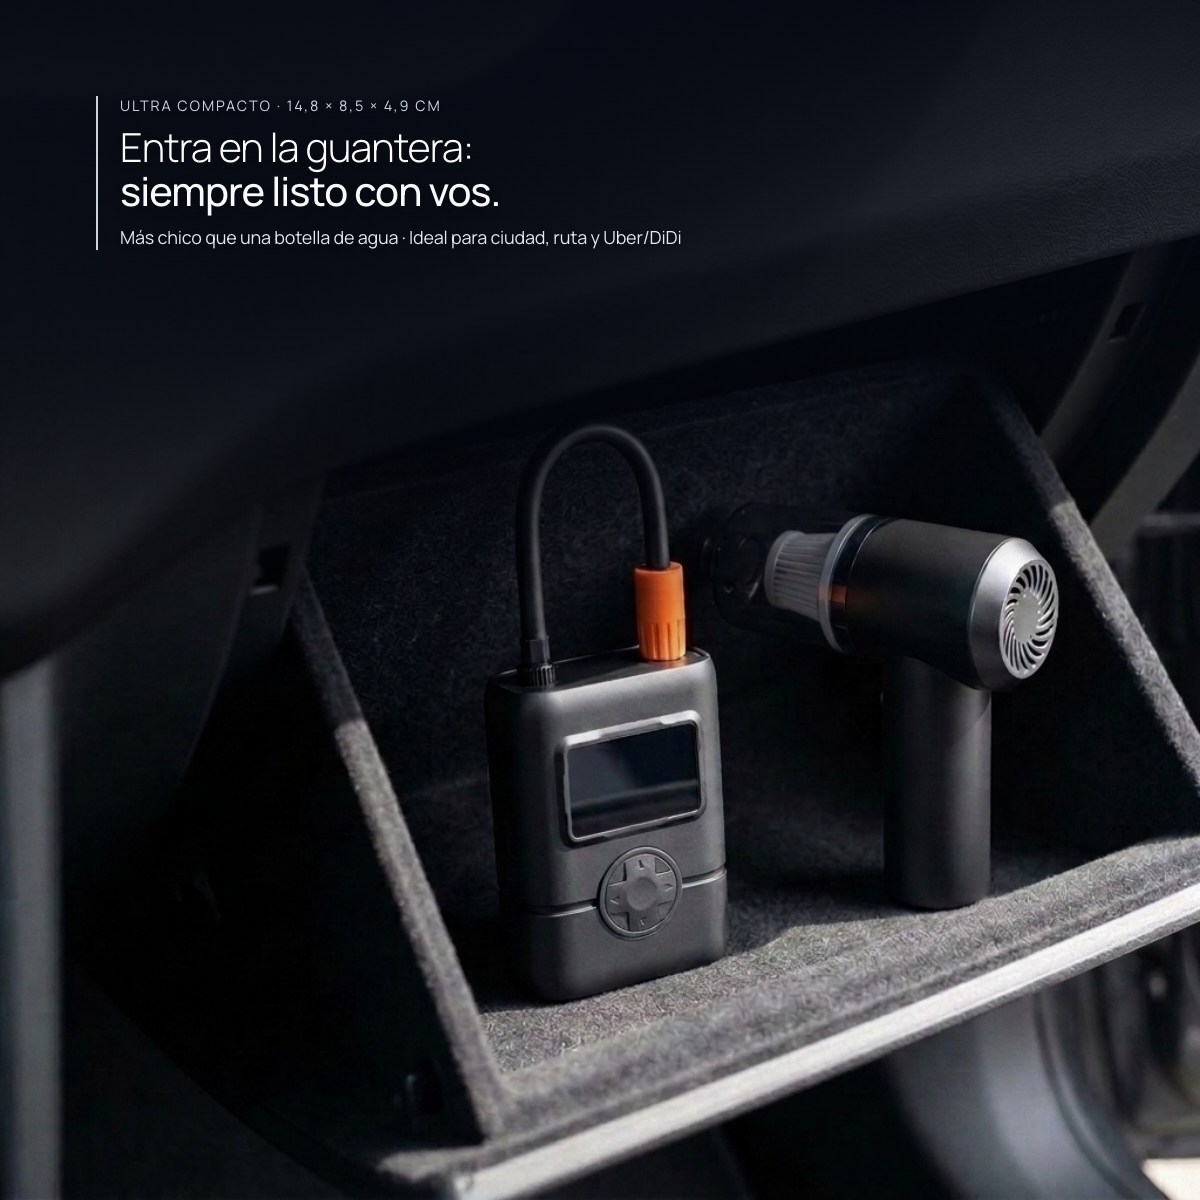 ULTRA COMPACTO · 14,8 × 8,5 × 4,9 CM
Entra en la guantera:
siempre listo con vos.
Más chico que una botella de agua · Ideal para ciudad, ruta y Uber/DiDi